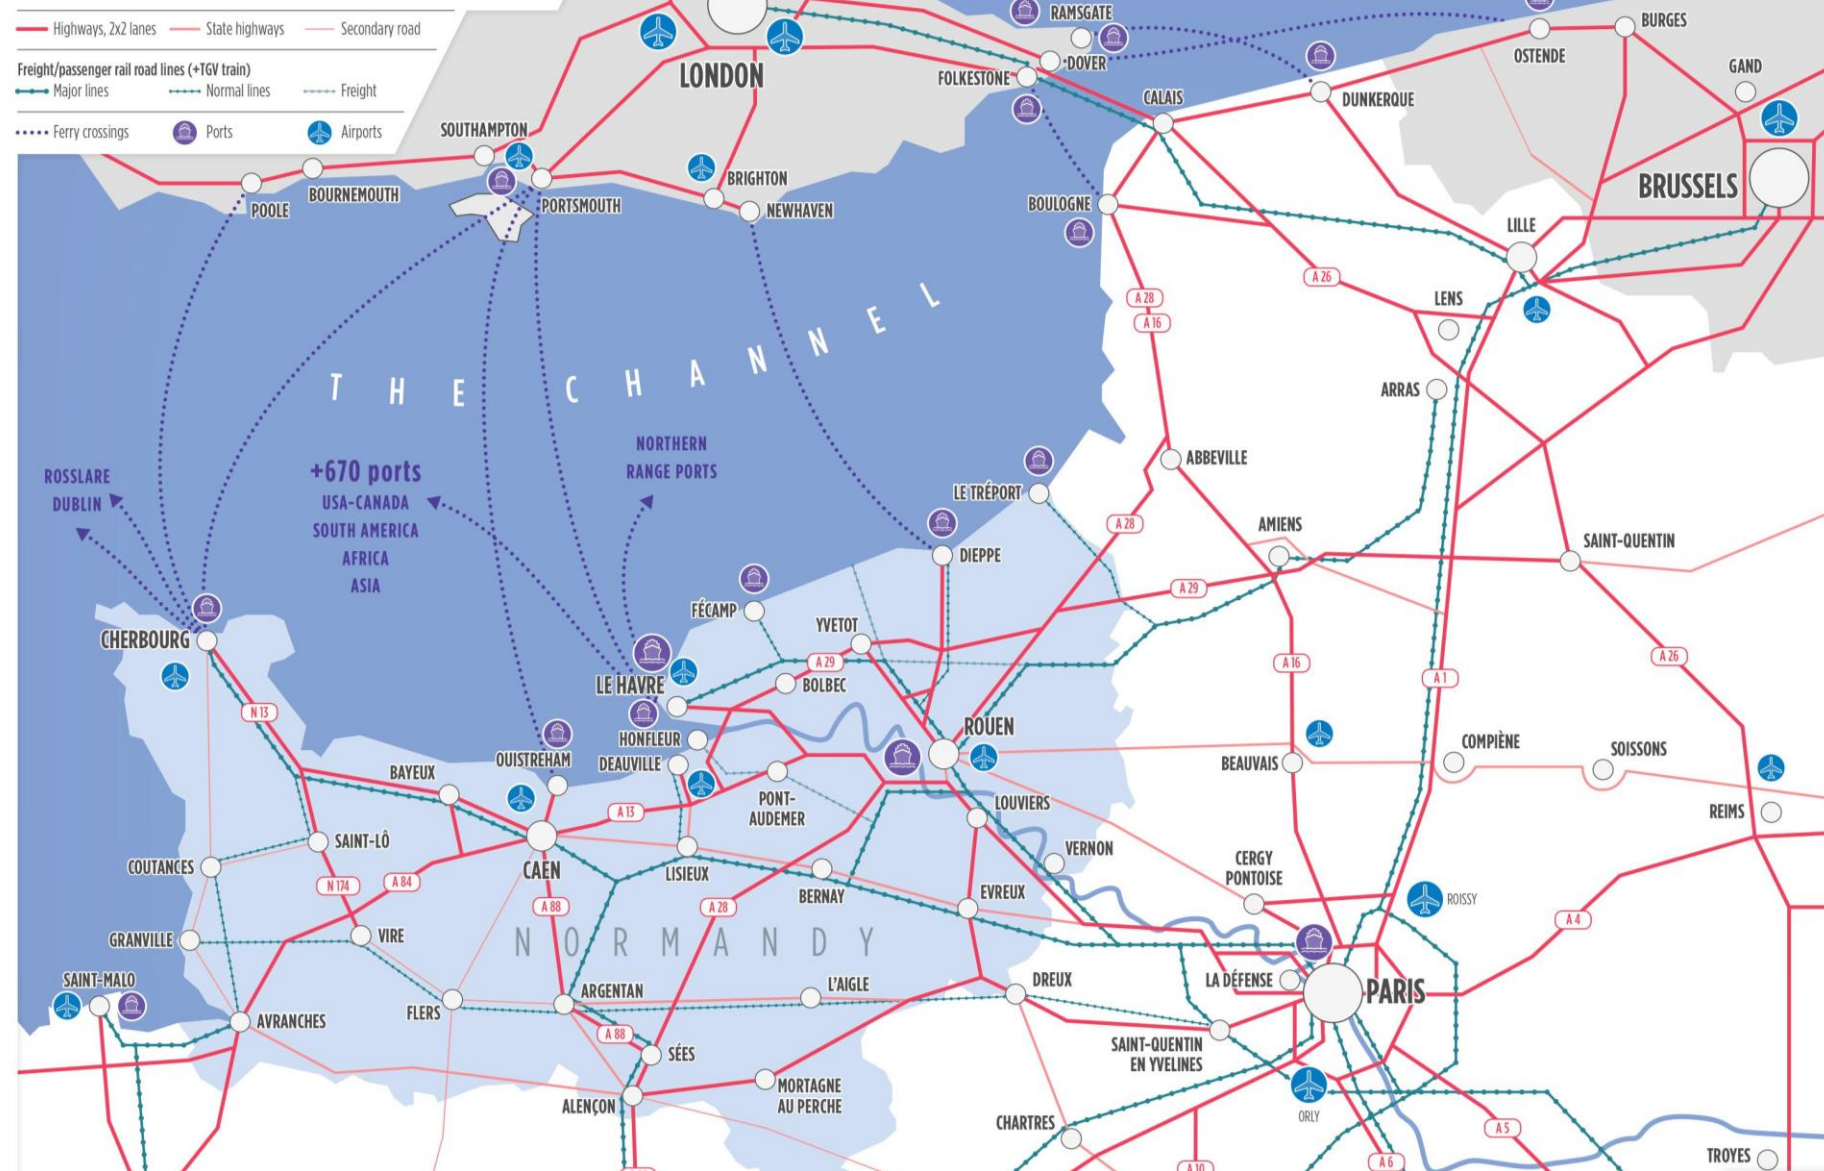 Highways, 2x2 lanes
State highways
Secondary road
Freight/passenger rail road lines (+TGV train)
Major lines
Normal lines
Freight
Ferry crossings
Ports
Airports
LONDON
RAMSGATE
DOVER
FOLKESTONE
OSTENDE
BURGES
GAND
CALAIS
DUNKERQUE
SOUTHAMPTON
BOURNEMOUTH
POOLE
PORTSMOUTH
BRIGHTON
NEWHAVEN
BOULOGNE
BRUSSELS
LILLE
A 26
A 28
A 16
LENS
ARRAS
THE CHANNEL
ROSSLARE
DUBLIN
+670 ports
USA-CANADA
SOUTH AMERICA
AFRICA
ASIA
NORTHERN
RANGE PORTS
ABBEVILLE
LE TRÉPORT
A 28
AMIENS
SAINT-QUENTIN
DIEPPE
A 29
FÉCAMP
YVETOT
CHERBOURG
A 29
BOLBEC
LE HAVRE
A 16
A 1
A 26
N 13
HONFLEUR
ROUEN
DEAUVILLE
OUISTREHAM
BAYEUX
BEAUVAIS
COMPIÈNE
SOISSONS
REIMS
PONT-
AUDEMER
LOUVIERS
A 13
SAINT-LÔ
CAEN
LISIEUX
BERNAY
VERNON
CERGY
PONTOISE
COUTANCES
N 174
A 84
A 88
A 28
EVREUX
ROISSY
A 4
GRANVILLE
VIRE
NORMANDY
SAINT-MALO
LA DÉFENSE
PARIS
DREUX
L'AIGLE
ARGENTAN
FLERS
AVRANCHES
A 88
SÉES
SAINT-QUENTIN
EN YVELINES
MORTAGNE
AU PERCHE
ALENÇON
CHARTRES
ORLY
A 5
A 6
A 10
TROYES